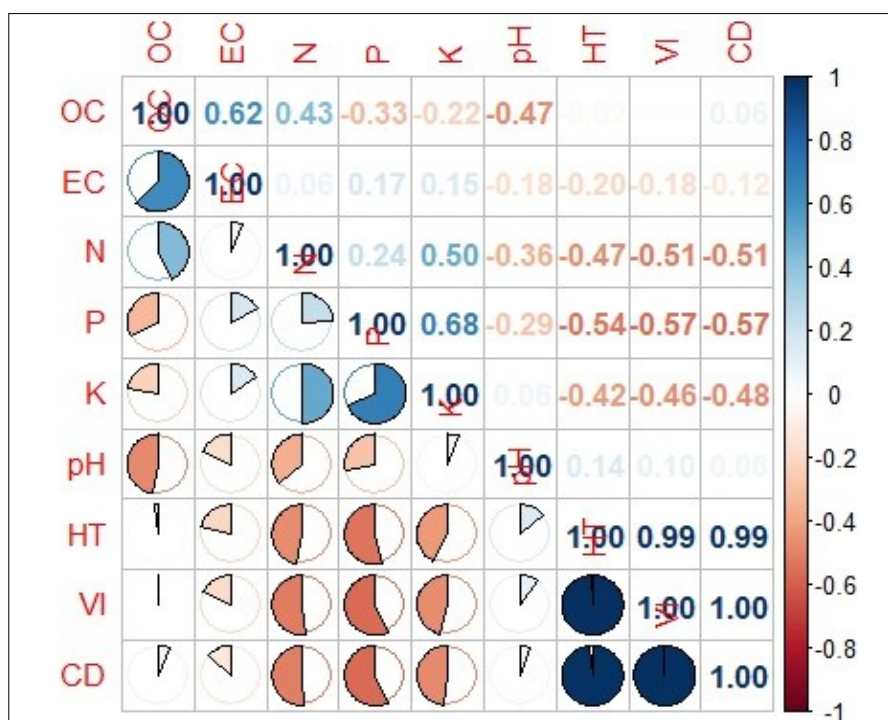 OC EC N P K pH HT VI CD
OC 1.00 0.62 0.43 -0.33 -0.22 -0.47 -0.02 0.06
OC
EC 1.00 0.06 0.17 0.15 -0.18 -0.20 -0.18 -0.12
EC
N 1.00 0.24 0.50 -0.36 -0.47 -0.51 -0.51
N
P 1.00 0.68 -0.29 -0.54 -0.57 -0.57
P
K 1.00 0.06 -0.42 -0.46 -0.48
K
pH 1.00 0.14 0.10 0.06
pH
HT 1.00 0.99 0.99
HT
VI 1.00 1.00
VI
CD 1.00
1
0.8
0.6
0.4
0.2
0
-0.2
-0.4
-0.6
-0.8
-1